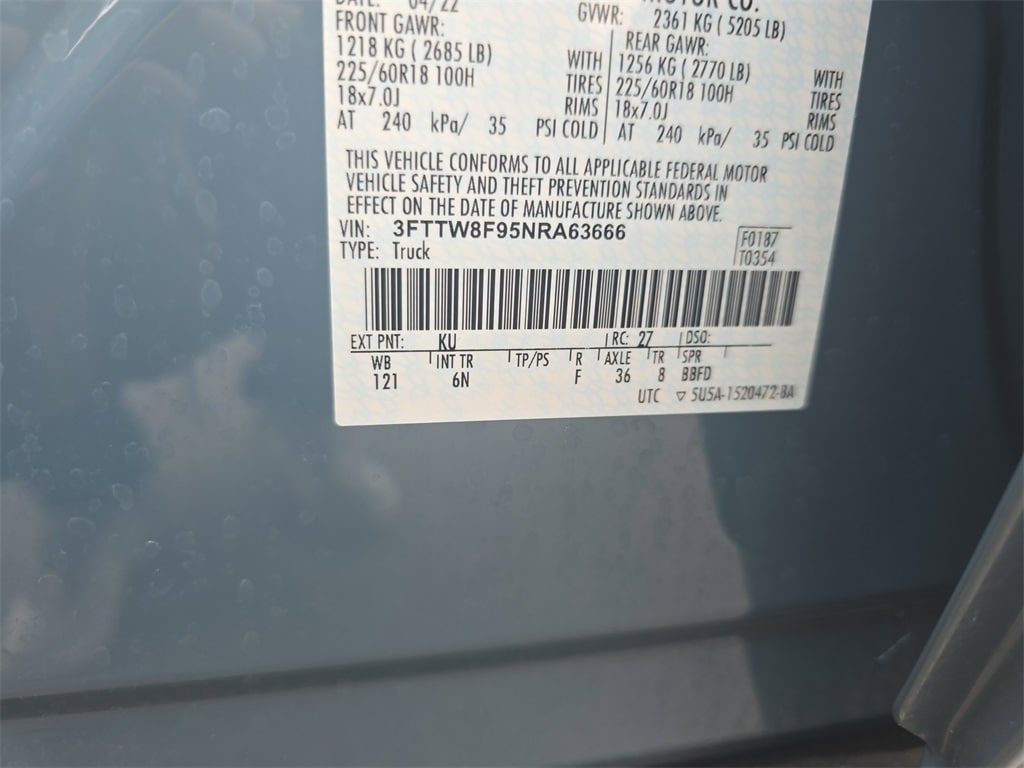 DATE: 04/22 MOTOR CO.
FRONT GAWR: GVWR: 2361 KG ( 5205 LB)
1218 KG ( 2685 LB) WITH REAR GAWR:
225/60R18 100H TIRES 1256 KG ( 2770 LB) WITH
18x7.0J RIMS 225/60R18 100H TIRES
AT 240 kPa/ 35 PSI COLD 18x7.0J RIMS
AT 240 kPa/ 35 PSI COLD
THIS VEHICLE CONFORMS TO ALL APPLICABLE FEDERAL MOTOR
VEHICLE SAFETY AND THEFT PREVENTION STANDARDS IN
EFFECT ON THE DATE OF MANUFACTURE SHOWN ABOVE.
VIN: 3FTTW8F95NRA63666
TYPE: Truck
F0187
T0354
EXT PNT: KU RC: 27 DSO:
WB INT TR TP/PS R AXLE TR SPR
121 6N F 36 8 BBFD
UTC ▽ 5U5A-1520472-BA